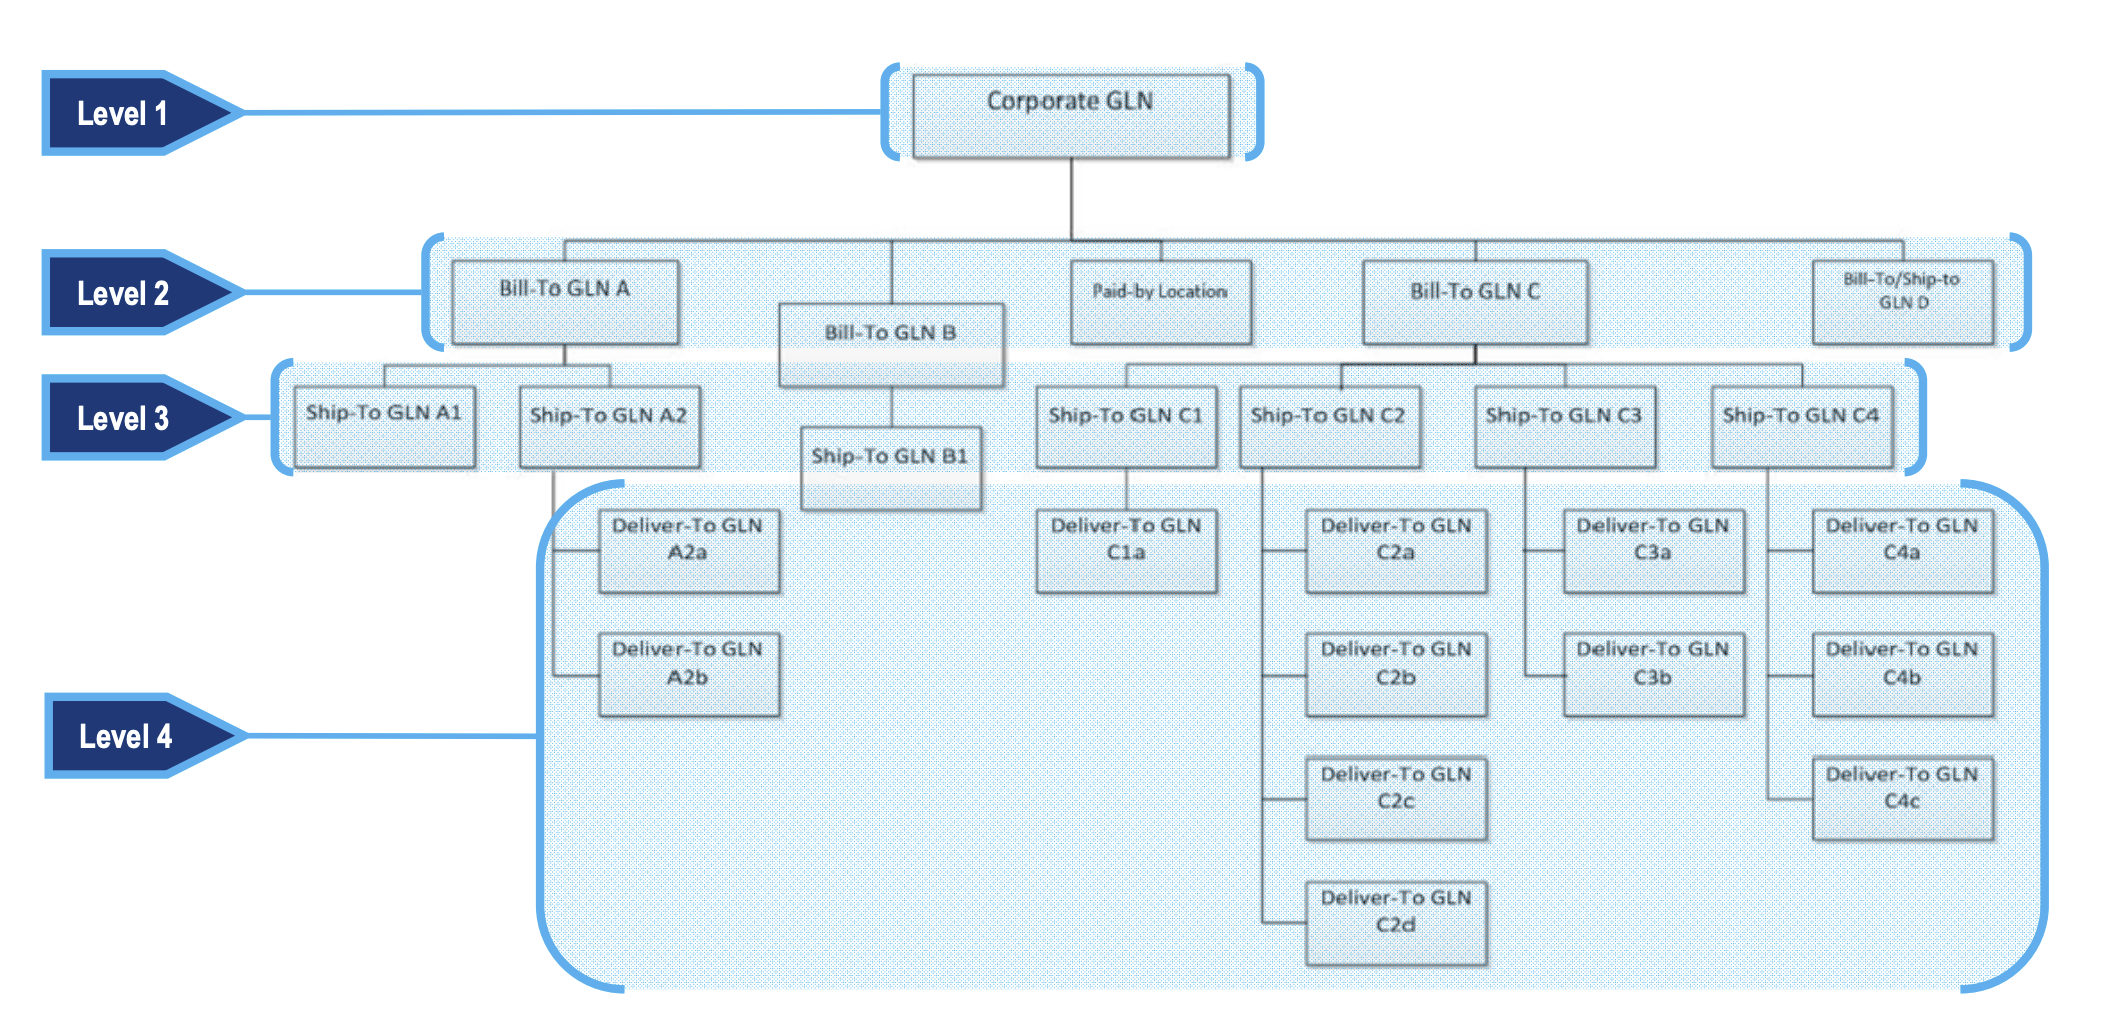 Level 1
Corporate GLN
Level 2
Bill-To GLN A
Bill-To GLN B
Paid-by Location
Bill-To GLN C
Bill-To/Ship-to
GLN D
Level 3
Ship-To GLN A1
Ship-To GLN A2
Ship-To GLN B1
Ship-To GLN C1
Ship-To GLN C2
Ship-To GLN C3
Ship-To GLN C4
Level 4
Deliver-To GLN
A2a
Deliver-To GLN
C1a
Deliver-To GLN
C2a
Deliver-To GLN
C3a
Deliver-To GLN
C4a
Deliver-To GLN
A2b
Deliver-To GLN
C2b
Deliver-To GLN
C3b
Deliver-To GLN
C4b
Deliver-To GLN
C2c
Deliver-To GLN
C4c
Deliver-To GLN
C2d